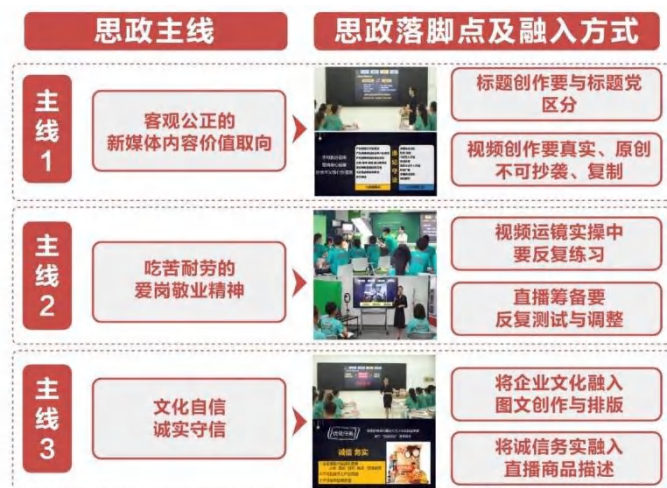 思政主线
思政落脚点及融入方式
主线1
客观公正的
新媒体内容价值取向
标题创作要与标题党
区分
视频创作要真实、原创
不可抄袭、复制
主线2
吃苦耐劳的
爱岗敬业精神
视频运镜实操中
要反复练习
直播筹备要
反复测试与调整
主线3
文化自信
诚实守信
诚信 务实
将企业文化融入
图文创作与排版
将诚信务实融入
直播商品描述